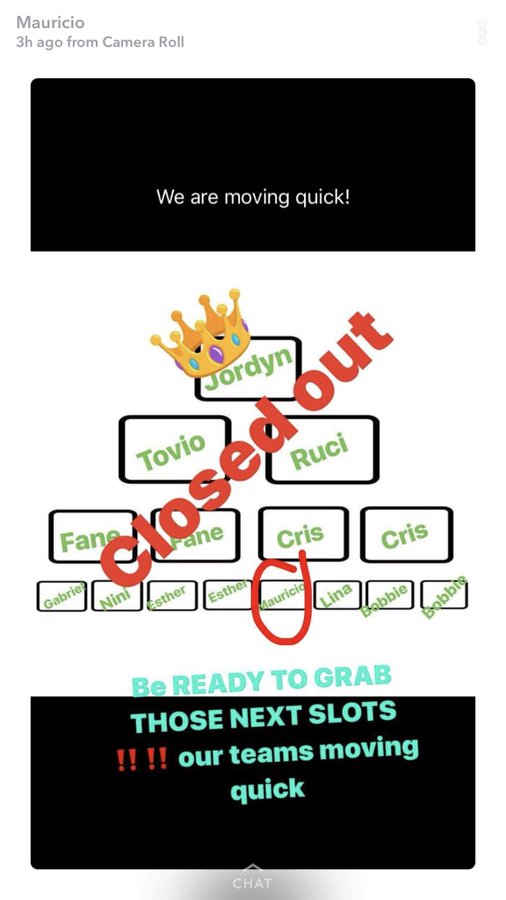 Mauricio
3h ago from Camera Roll
We are moving quick!
Jordyn
Closed out
Tovio Ruci
Fane Fane Cris Cris
Gabriel Nini Esther Esther Mauricio Lina Bobbie Bobbie
Be READY TO GRAB
THOSE NEXT SLOTS
‼️‼️ our teams moving
quick
CHAT